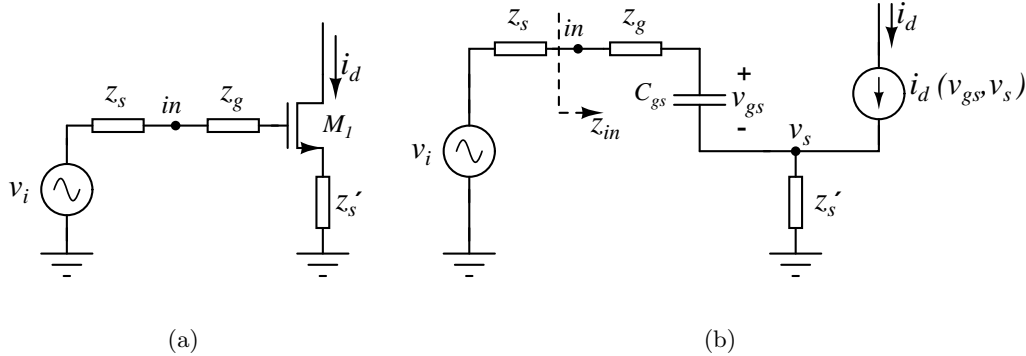 z_s
in
z_g
i_d
M_1
v_i
z_s´
(a)
z_s
in
z_g
i_d
C_gs
+
v_gs
-
i_d (v_gs,v_s)
z_in
v_i
v_s
z_s´
(b)